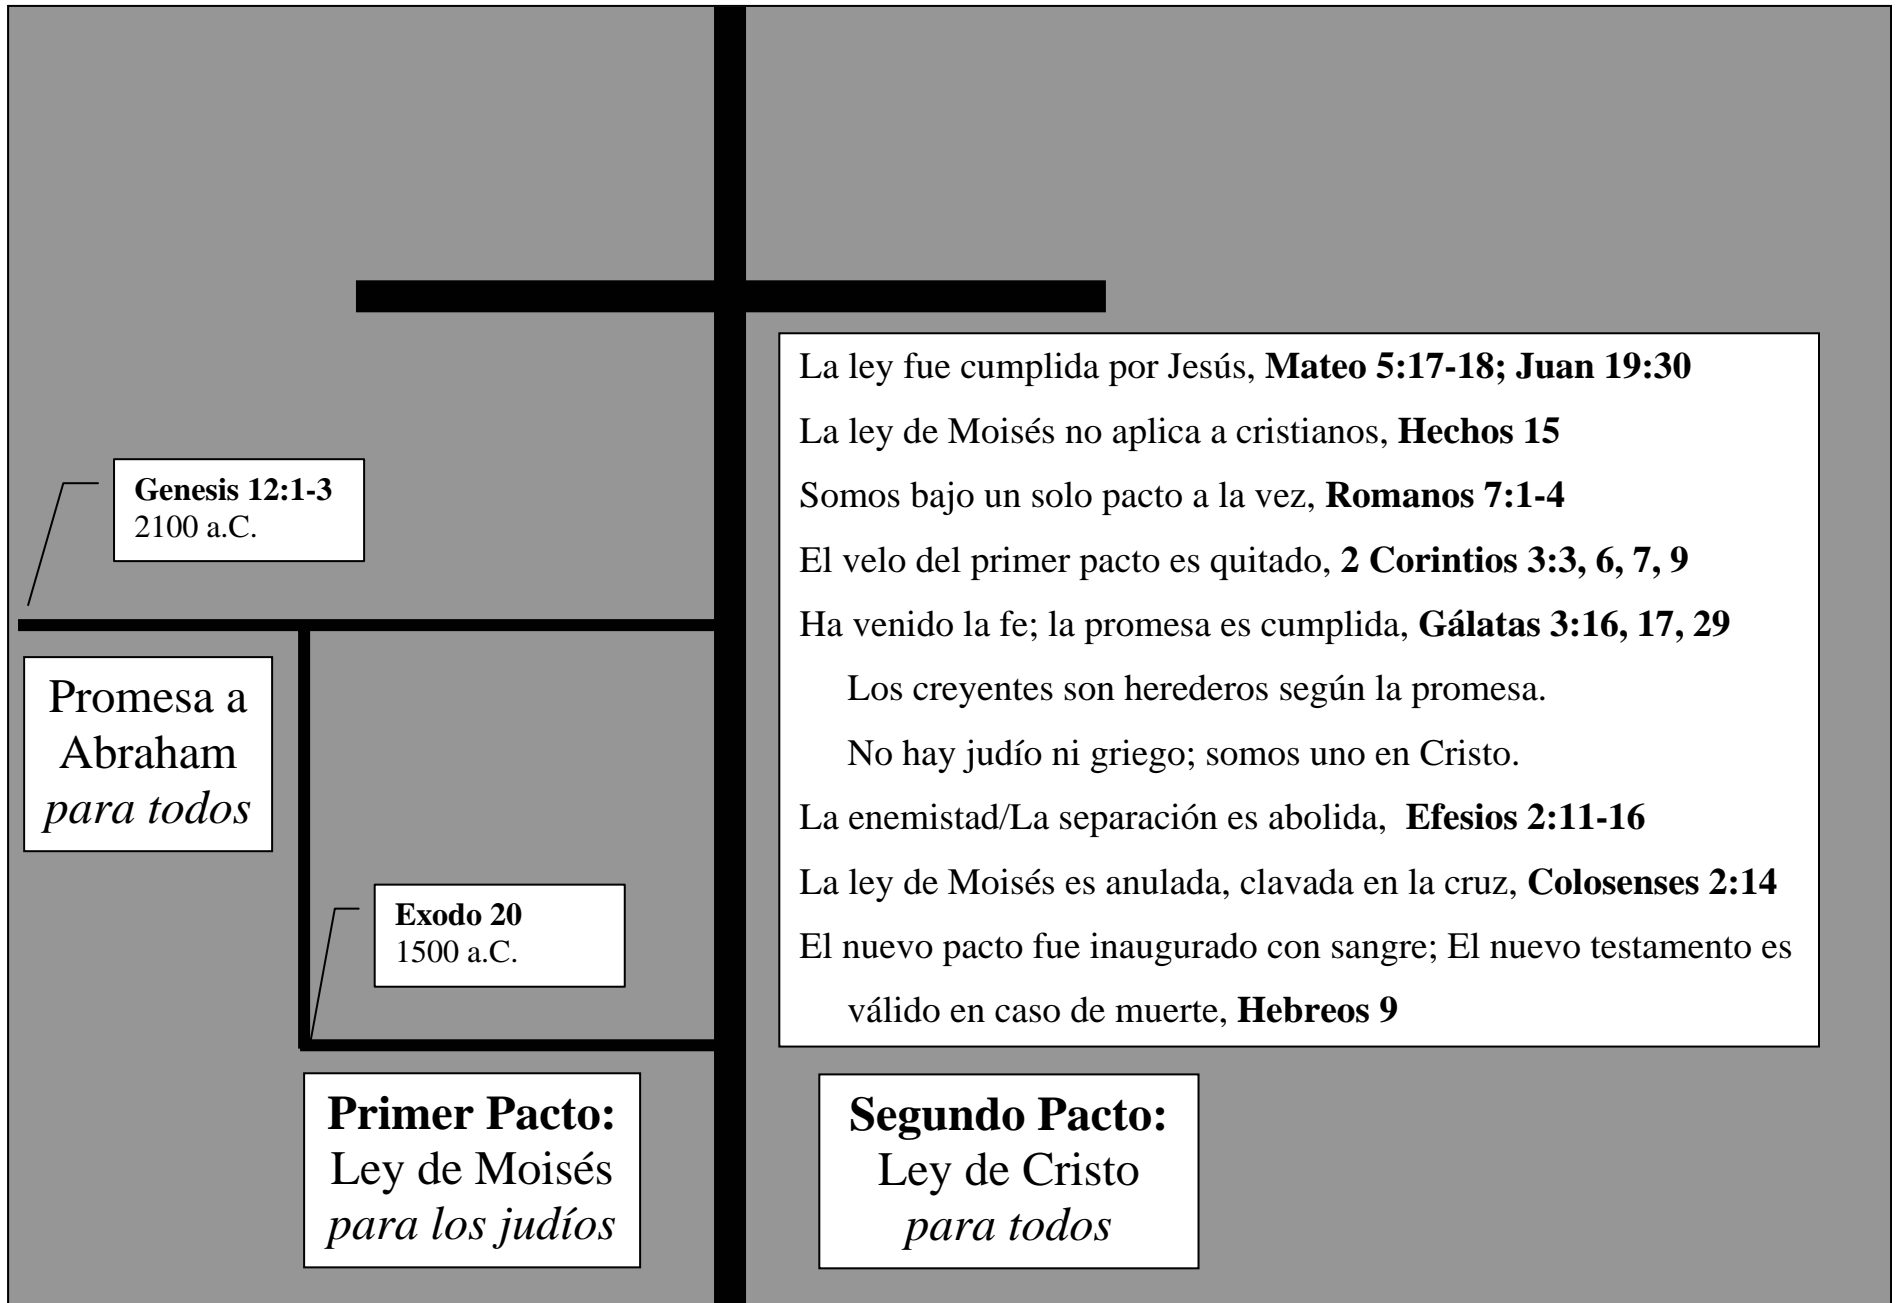 Genesis 12:1-3
2100 a.C.
Promesa a
Abraham
para todos
Exodo 20
1500 a.C.
Primer Pacto:
Ley de Moisés
para los judíos
La ley fue cumplida por Jesús, Mateo 5:17-18; Juan 19:30
La ley de Moisés no aplica a cristianos, Hechos 15
Somos bajo un solo pacto a la vez, Romanos 7:1-4
El velo del primer pacto es quitado, 2 Corintios 3:3, 6, 7, 9
Ha venido la fe; la promesa es cumplida, Gálatas 3:16, 17, 29
Los creyentes son herederos según la promesa.
No hay judío ni griego; somos uno en Cristo.
La enemistad/La separación es abolida, Efesios 2:11-16
La ley de Moisés es anulada, clavada en la cruz, Colosenses 2:14
El nuevo pacto fue inaugurado con sangre; El nuevo testamento es
válido en caso de muerte, Hebreos 9
Segundo Pacto:
Ley de Cristo
para todos